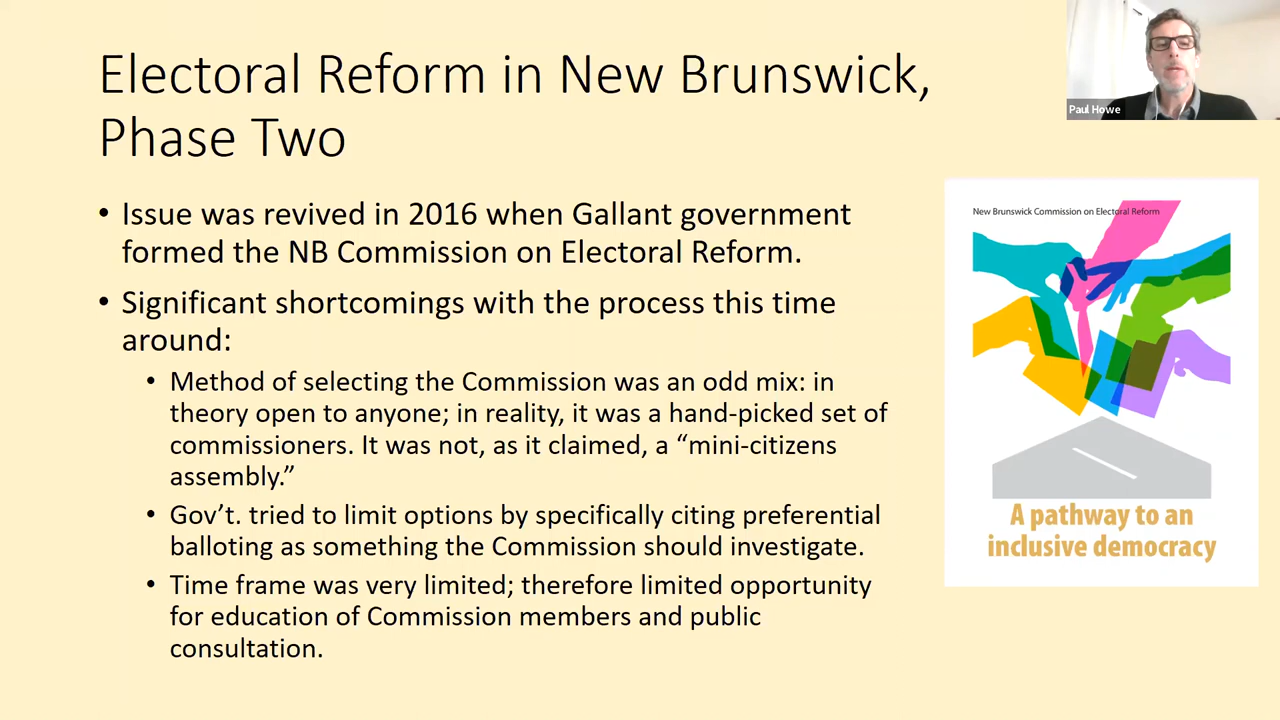 Electoral Reform in New Brunswick,
Phase Two
Paul Howe
• Issue was revived in 2016 when Gallant government
formed the NB Commission on Electoral Reform.
• Significant shortcomings with the process this time
around:
• Method of selecting the Commission was an odd mix: in
theory open to anyone; in reality, it was a hand-picked set of
commissioners. It was not, as it claimed, a “mini-citizens
assembly.”
• Gov’t. tried to limit options by specifically citing preferential
balloting as something the Commission should investigate.
• Time frame was very limited; therefore limited opportunity
for education of Commission members and public
consultation.
New Brunswick Commission on Electoral Reform
A pathway to an
inclusive democracy